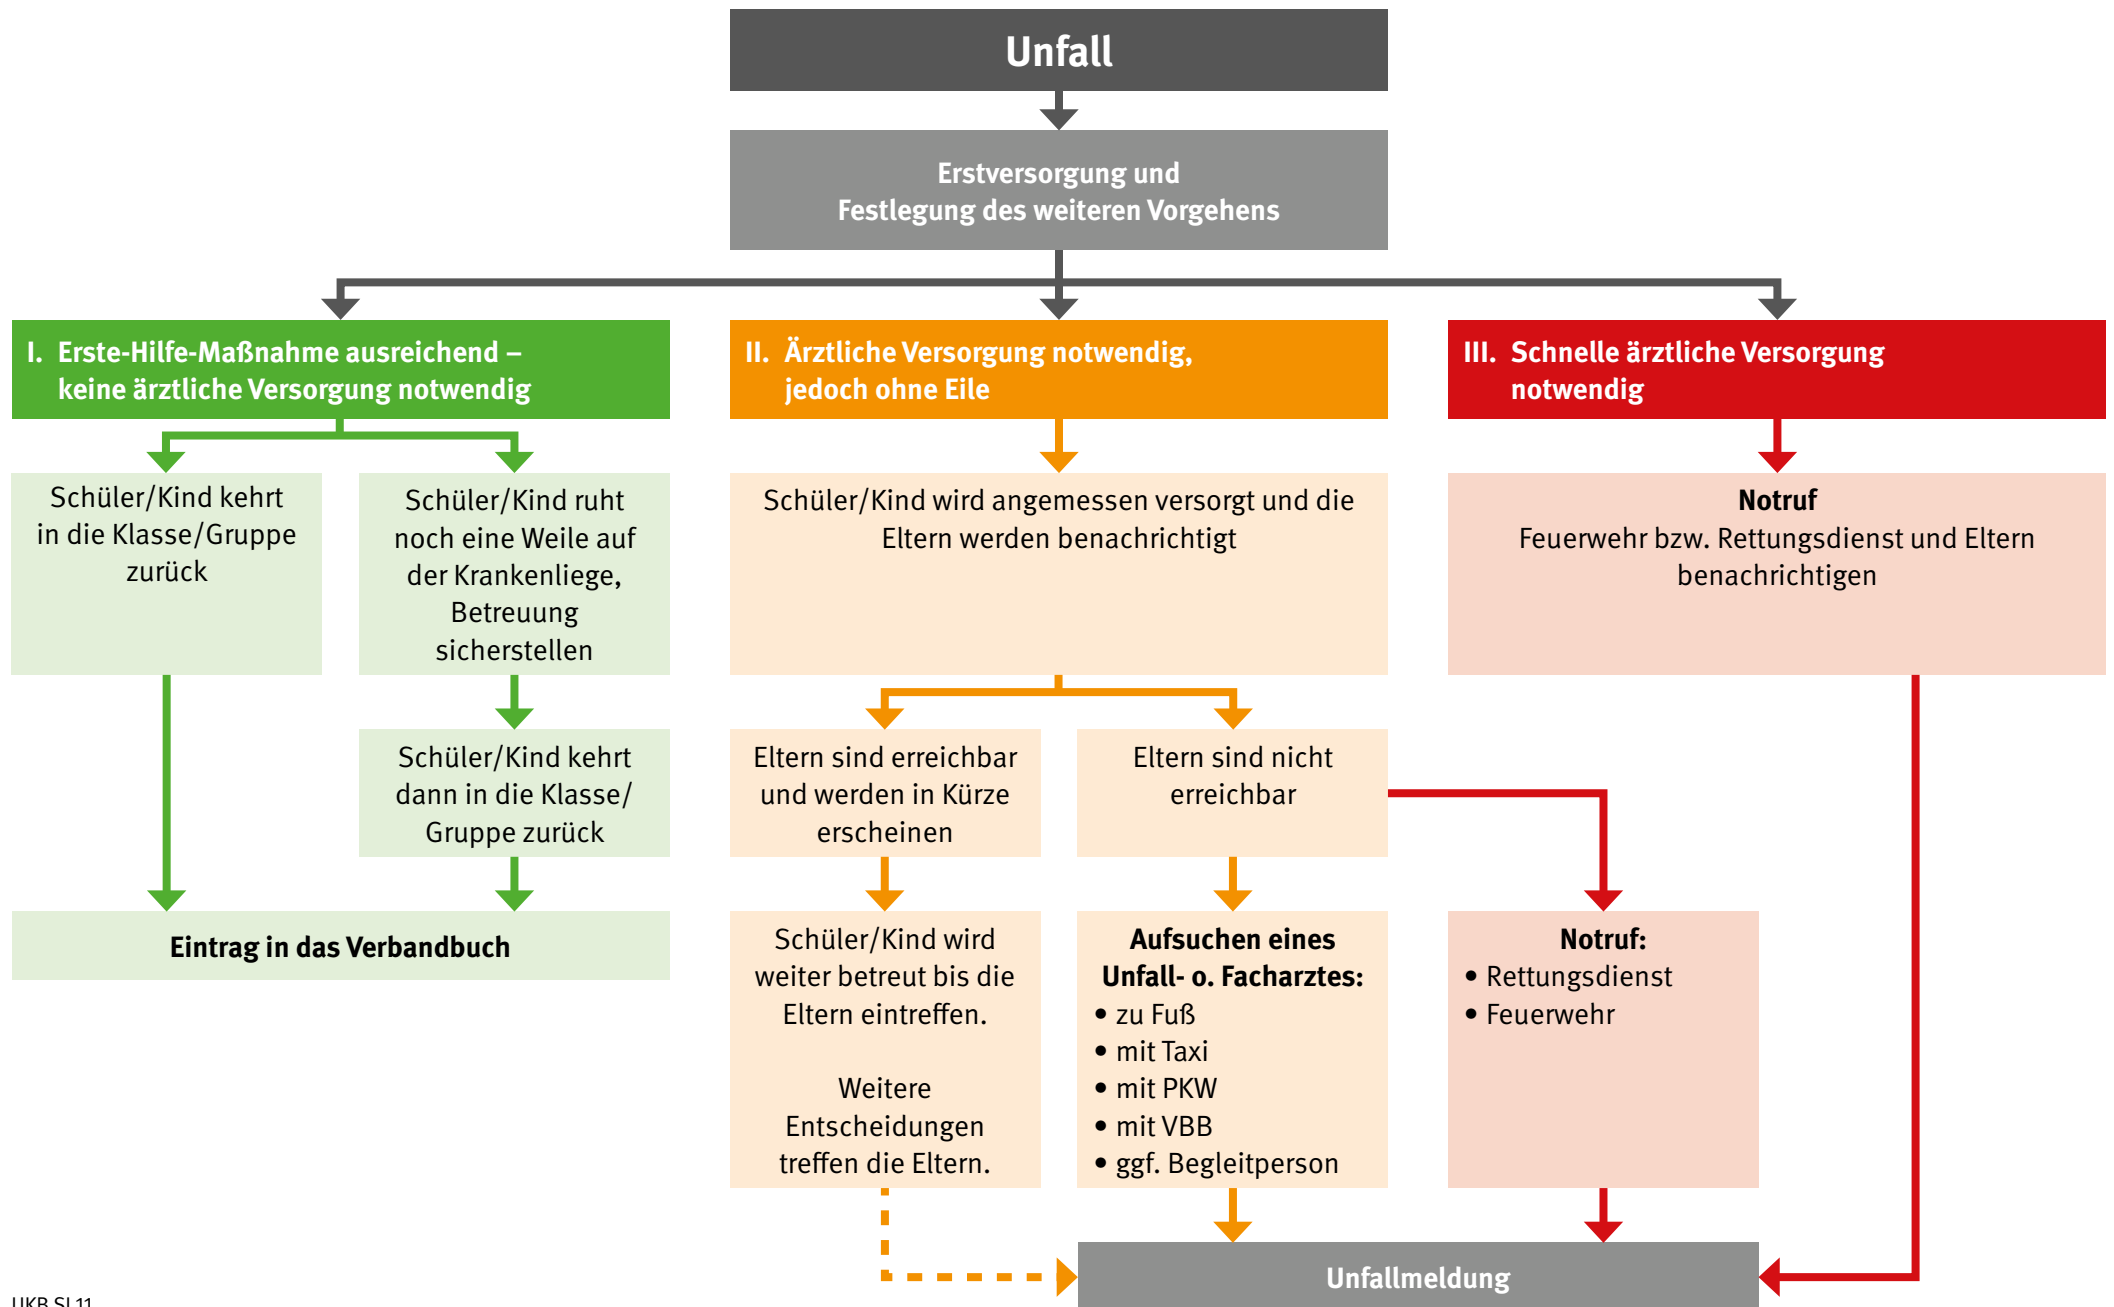 Unfall
Erstversorgung und
Festlegung des weiteren Vorgehens
I. Erste-Hilfe-Maßnahme ausreichend –
keine ärztliche Versorgung notwendig
II. Ärztliche Versorgung notwendig,
jedoch ohne Eile
III. Schnelle ärztliche Versorgung
notwendig
Schüler/Kind kehrt
in die Klasse/Gruppe
zurück
Schüler/Kind ruht
noch eine Weile auf
der Krankenliege,
Betreuung
sicherstellen
Schüler/Kind wird angemessen versorgt und die
Eltern werden benachrichtigt
Notruf
Feuerwehr bzw. Rettungsdienst und Eltern
benachrichtigen
Schüler/Kind kehrt
dann in die Klasse/
Gruppe zurück
Eltern sind erreichbar
und werden in Kürze
erscheinen
Eltern sind nicht
erreichbar
Eintrag in das Verbandbuch
Schüler/Kind wird
weiter betreut bis die
Eltern eintreffen.
Weitere
Entscheidungen
treffen die Eltern.
Aufsuchen eines
Unfall- o. Facharztes:
• zu Fuß
• mit Taxi
• mit PKW
• mit VBB
• ggf. Begleitperson
Notruf:
• Rettungsdienst
• Feuerwehr
Unfallmeldung
UKB SI 11